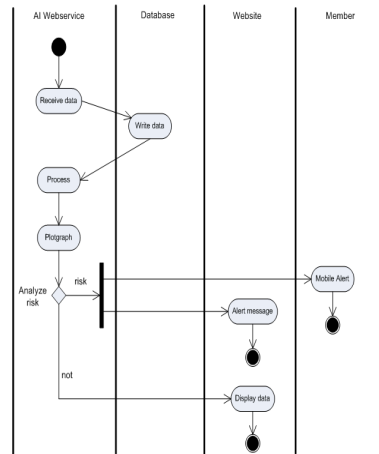 AI Webservice
Database
Website
Member
Receive data
Write data
Process
Plotgraph
Analyze
risk
risk
Mobile Alert
Alert message
not
Display data